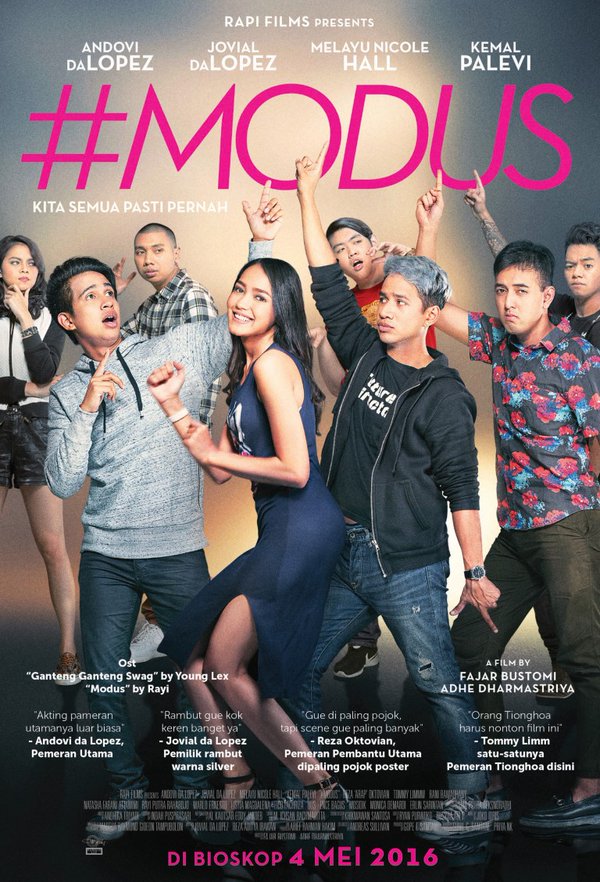 RAPI FILMS PRESENTS
ANDOVI
DALOPEZ
JOVIAL
DALOPEZ
MELAYU NICOLE
HALL
KEMAL
PALEVI
#MODUS
KITA SEMUA PASTI PERNAH
Ost
"Ganteng Ganteng Swag" by Young Lex
"Modus" by Rayi
A FILM BY
FAJAR BUSTOMI
ADHE DHARMASTRIYA
"Akting pameran
utamanya luar biasa"
- Andovi da Lopez,
Pemeran Utama
"Rambut gue kok
keren banget ya"
- Jovial da Lopez
Pemilik rambut
warna silver
"Gue di paling pojok,
tapi scene gue paling banyak"
- Reza Oktovian,
Pemeran Pembantu Utama
dipaling pojok poster
"Orang Tionghoa
harus nonton film ini"
- Tommy Limm
satu-satunya
Pemeran Tionghoa disini
DI BIOSKOP 4 MEI 2016